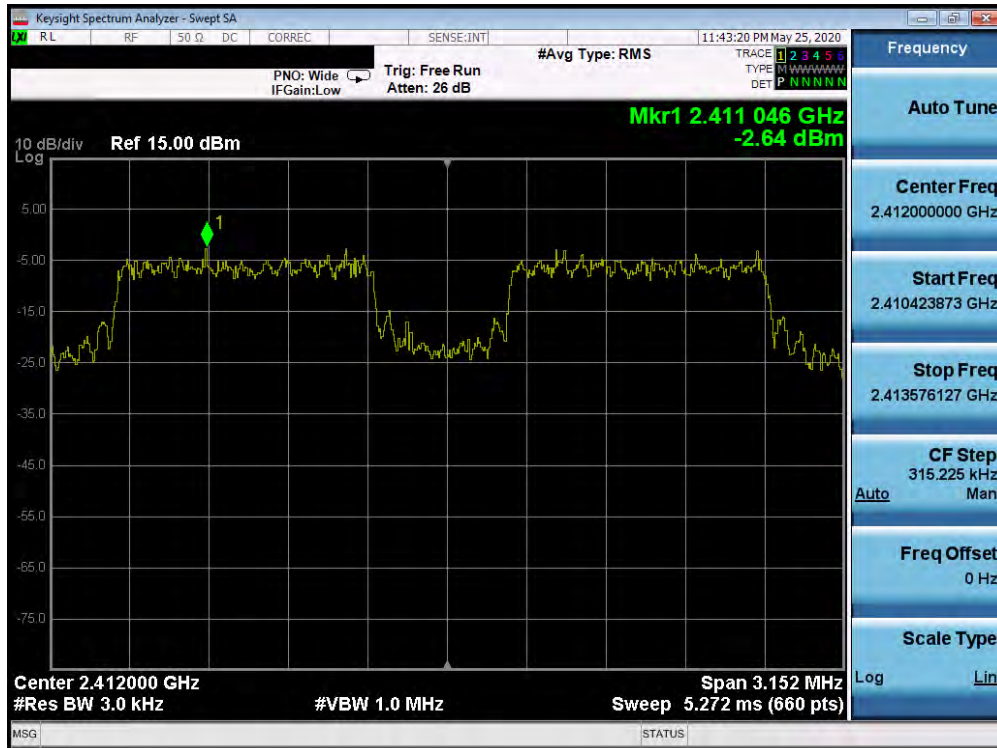 Keysight Spectrum Analyzer - Swept SA
LXI RL RF 50 Ω DC CORREC SENSE:INT 11:43:20 PM May 25, 2020
#Avg Type: RMS TRACE 1 2 3 4 5 6
PNO: Wide Trig: Free Run TYPE M WWWWW
IFGain:Low Atten: 26 dB DET P N N N N N
Mkr1 2.411 046 GHz
-2.64 dBm
10 dB/div Ref 15.00 dBm
Log
1
5.00
-5.00
-15.0
-25.0
-35.0
-45.0
-55.0
-65.0
-75.0
Center 2.412000 GHz Span 3.152 MHz
#Res BW 3.0 kHz #VBW 1.0 MHz Sweep 5.272 ms (660 pts)
MSG STATUS
Frequency
Auto Tune
Center Freq
2.412000000 GHz
Start Freq
2.410423873 GHz
Stop Freq
2.413576127 GHz
CF Step
315.225 kHz
Auto Man
Freq Offset
0 Hz
Scale Type
Log Lin